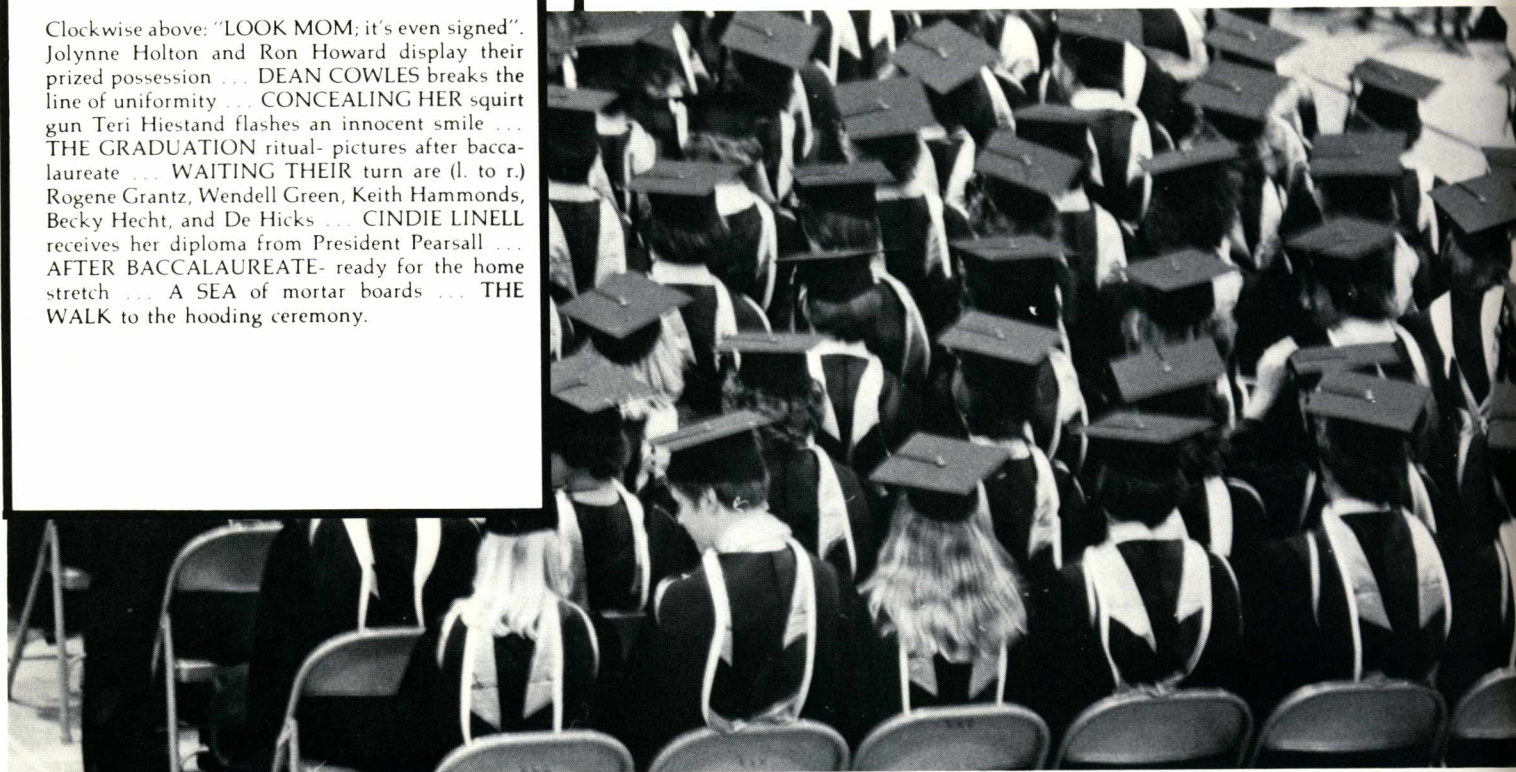 Clockwise above: "LOOK MOM; it's even signed".
Jolynne Holton and Ron Howard display their
prized possession ... DEAN COWLES breaks the
line of uniformity ... CONCEALING HER squirt
gun Teri Hiestand flashes an innocent smile ...
THE GRADUATION ritual- pictures after bacca-
laureate ... WAITING THEIR turn are (l. to r.)
Rogene Grantz, Wendell Green, Keith Hammonds,
Becky Hecht, and De Hicks ... CINDIE LINELL
receives her diploma from President Pearsall ...
AFTER BACCALAUREATE- ready for the home
stretch ... A SEA of mortar boards ... THE
WALK to the hooding ceremony.